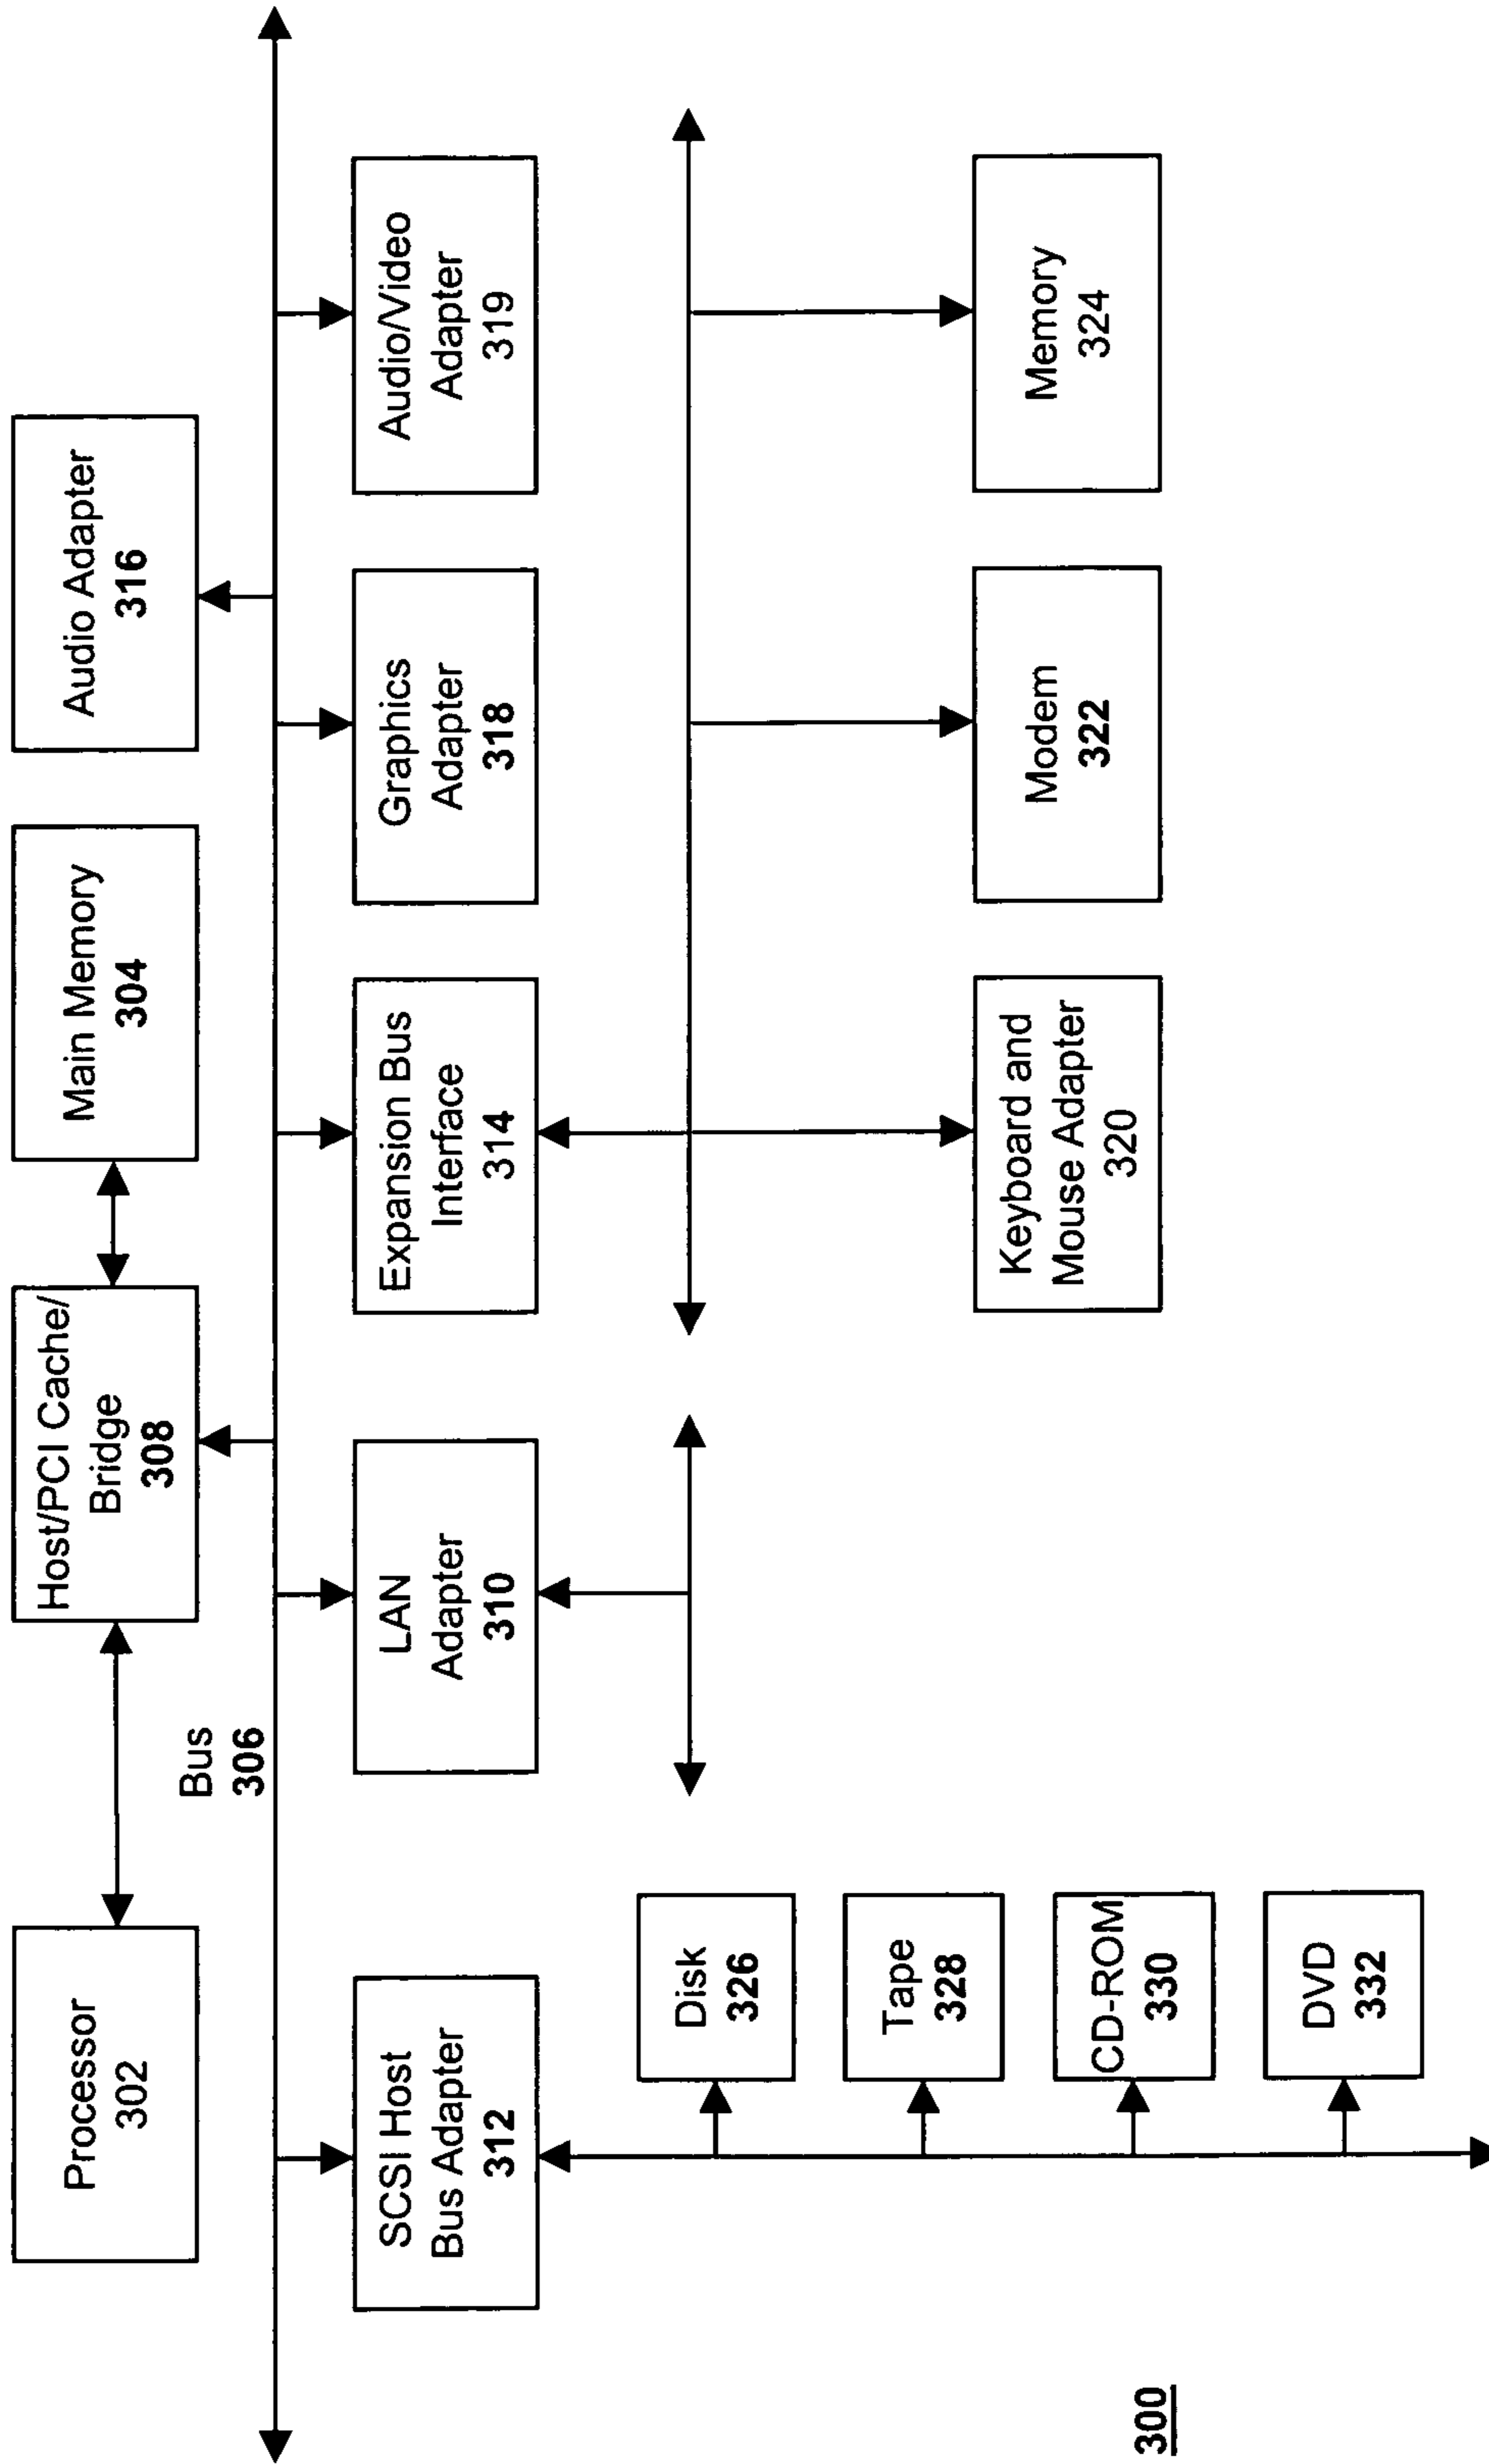 Processor
302
Host/PCI Cache/
Bridge
308
Main Memory
304
Audio Adapter
316
Bus
306
SCSI Host
Bus Adapter
312
LAN
Adapter
310
Expansion Bus
Interface
314
Graphics
Adapter
318
Audio/Video
Adapter
319
Disk
326
Tape
328
CD-ROM
330
DVD
332
Keyboard and
Mouse Adapter
320
Modem
322
Memory
324
300